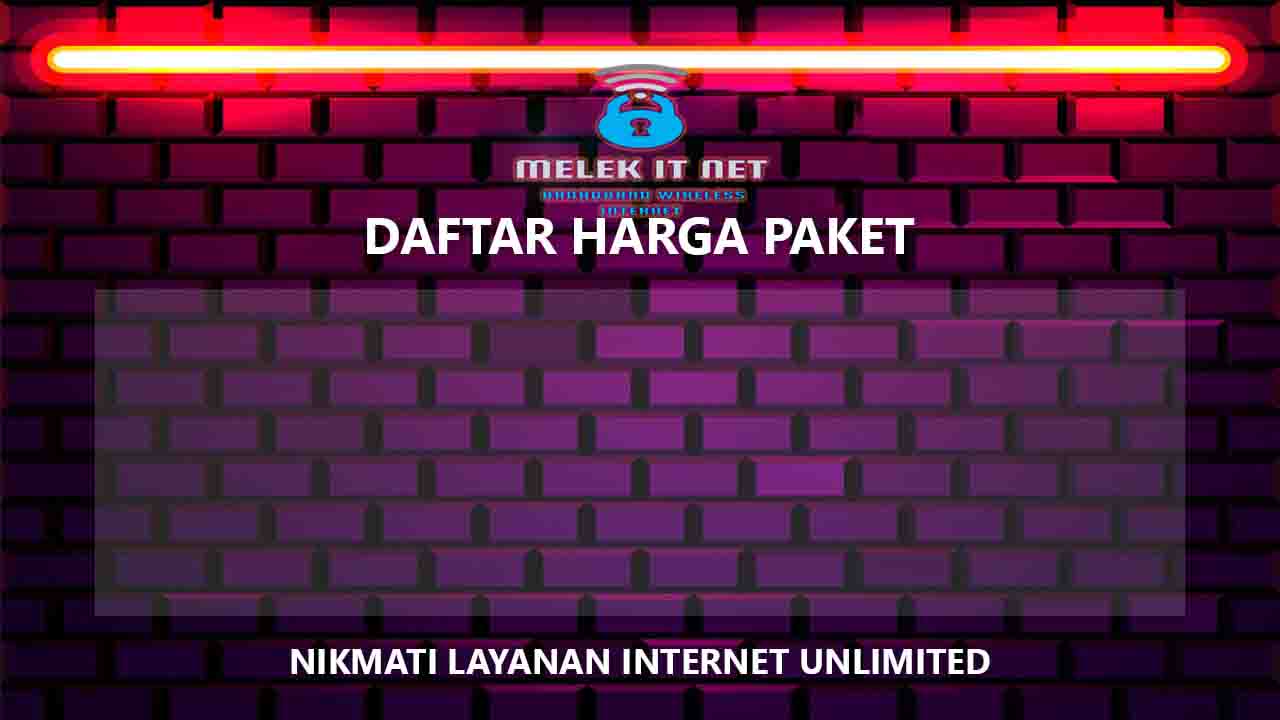 MELEK IT NET
BROADBAND WIRELESS
INTERNET
DAFTAR HARGA PAKET
NIKMATI LAYANAN INTERNET UNLIMITED